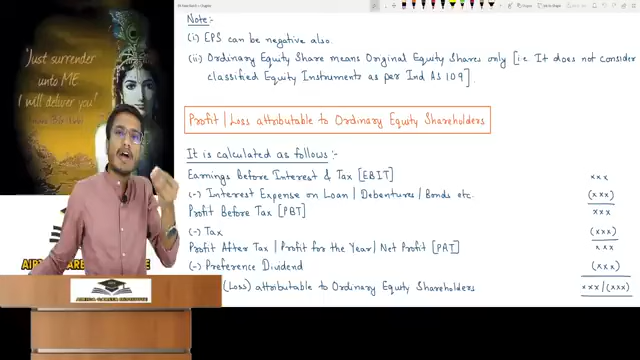 Note:-
(i) EPS can be negative also.
(ii) Ordinary Equity Share means Original Equity Shares only [i.e. It does not consider
classified Equity Instruments as per Ind AS 109].
Profit | Loss attributable to Ordinary Equity Shareholders
It is calculated as follows :-
Earnings Before Interest & Tax [EBIT] xxx
(-) Interest Expense on Loan / Debentures / Bonds etc. (xxx)
Profit Before Tax [PBT] xxx
(-) Tax (xxx)
Profit After Tax | Profit for the Year / Net Profit [PAT] xxx
(-) Preference Dividend (xxx)
(Loss) attributable to Ordinary Equity Shareholders xxx/(xxx)
"Just surrender
unto ME
I will deliver you"